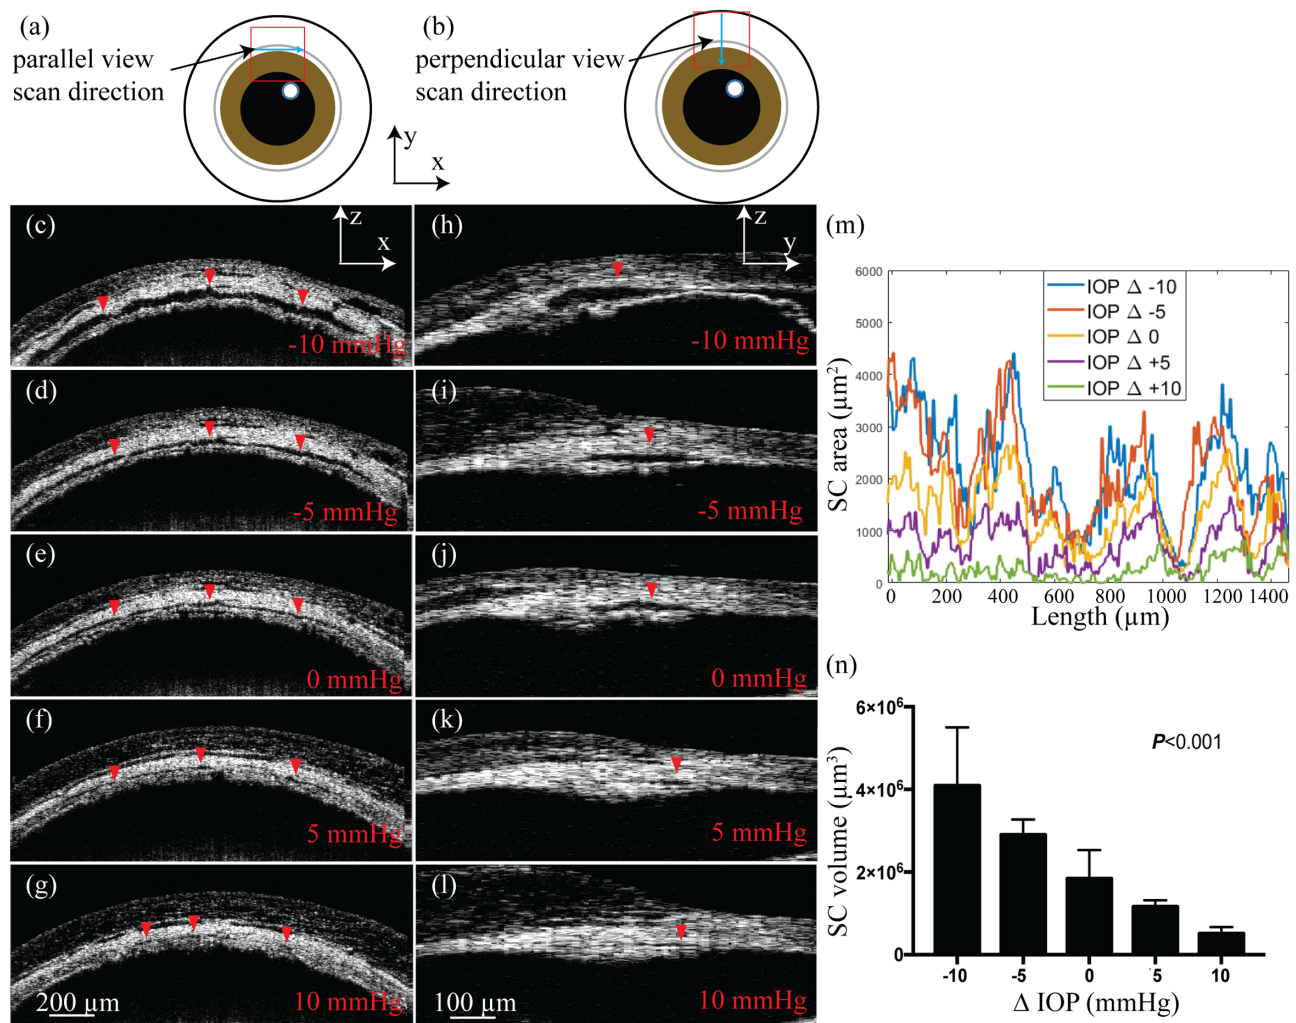 (a)
parallel view
scan direction
(b)
perpendicular view
scan direction
y
x
(c)
z
x
-10 mmHg
(d)
-5 mmHg
(e)
0 mmHg
(f)
5 mmHg
(g)
200 µm
10 mmHg
(h)
z
y
-10 mmHg
(i)
-5 mmHg
(j)
0 mmHg
(k)
5 mmHg
(l)
100 µm
10 mmHg
(m)
SC area (µm²)
6000
5000
4000
3000
2000
1000
0
IOP Δ -10
IOP Δ -5
IOP Δ 0
IOP Δ +5
IOP Δ +10
0 200 400 600 800 1000 1200 1400
Length (µm)
(n)
SC volume (µm³)
6×10⁶
4×10⁶
2×10⁶
0
P<0.001
-10 -5 0 5 10
Δ IOP (mmHg)